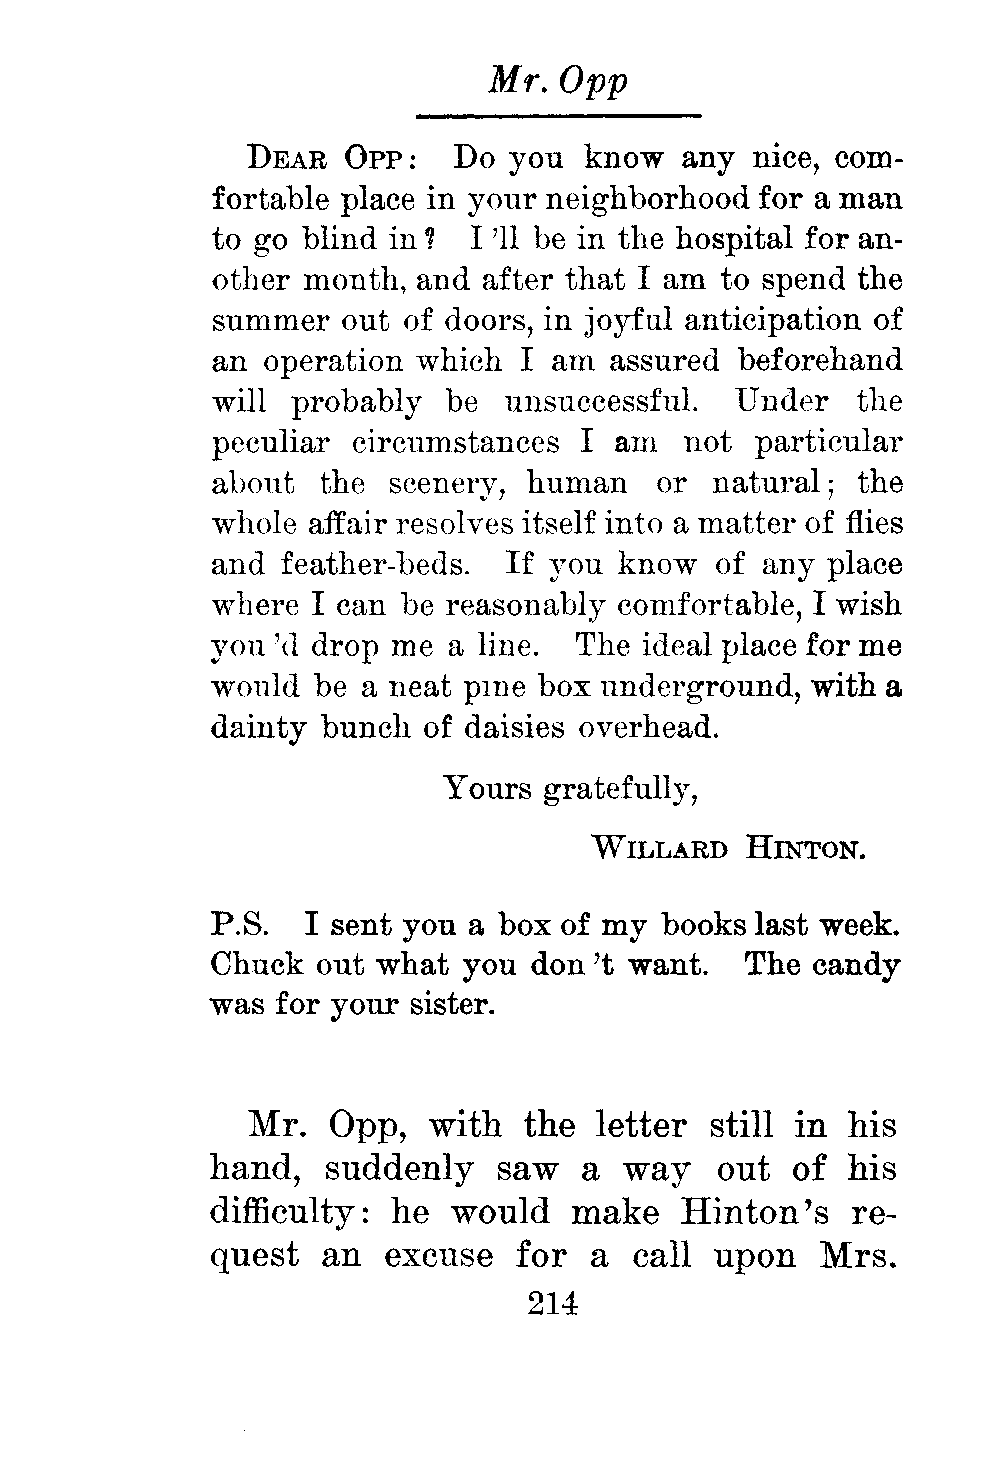 Mr. Opp
DEAR OPP: Do you know any nice, com-
fortable place in your neighborhood for a man
to go blind in? I 'll be in the hospital for an-
other month, and after that I am to spend the
summer out of doors, in joyful anticipation of
an operation which I am assured beforehand
will probably be unsuccessful. Under the
peculiar circumstances I am not particular
about the scenery, human or natural; the
whole affair resolves itself into a matter of flies
and feather-beds. If you know of any place
where I can be reasonably comfortable, I wish
you 'd drop me a line. The ideal place for me
would be a neat pine box underground, with a
dainty bunch of daisies overhead.
Yours gratefully,
WILLARD HINTON.
P.S. I sent you a box of my books last week.
Chuck out what you don 't want. The candy
was for your sister.
Mr. Opp, with the letter still in his
hand, suddenly saw a way out of his
difficulty: he would make Hinton's re-
quest an excuse for a call upon Mrs.
214